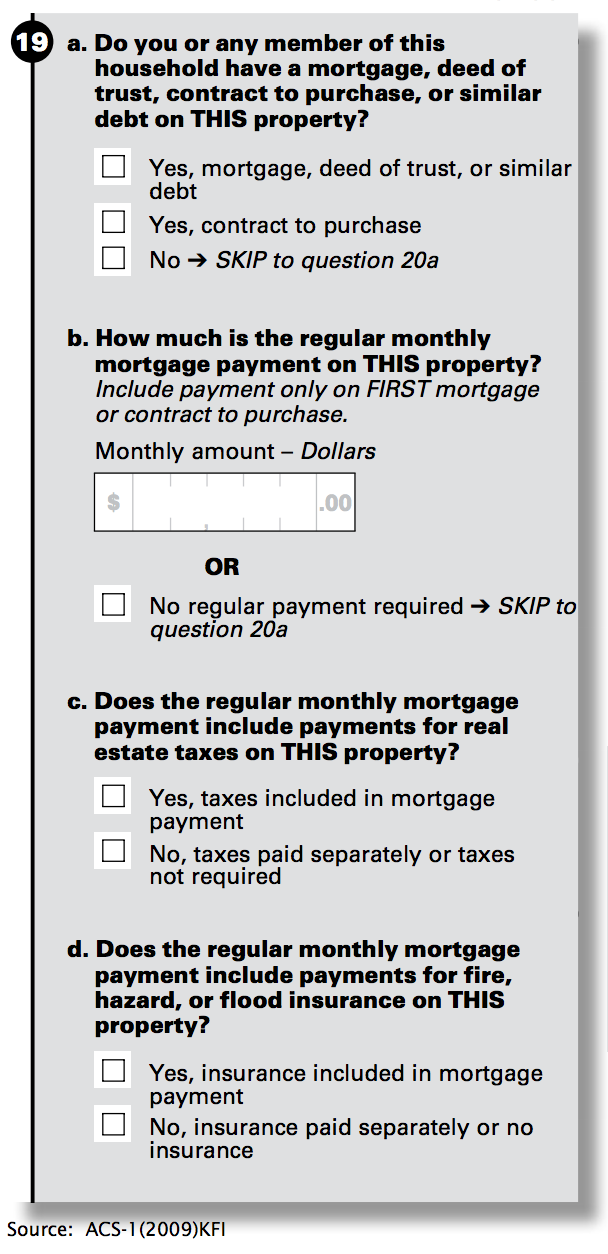 19 a. Do you or any member of this
household have a mortgage, deed of
trust, contract to purchase, or similar
debt on THIS property?
Yes, mortgage, deed of trust, or similar
debt
Yes, contract to purchase
No ➔ SKIP to question 20a
b. How much is the regular monthly
mortgage payment on THIS property?
Include payment only on FIRST mortgage
or contract to purchase.
Monthly amount – Dollars
$ , .00
OR
No regular payment required ➔ SKIP to
question 20a
c. Does the regular monthly mortgage
payment include payments for real
estate taxes on THIS property?
Yes, taxes included in mortgage
payment
No, taxes paid separately or taxes
not required
d. Does the regular monthly mortgage
payment include payments for fire,
hazard, or flood insurance on THIS
property?
Yes, insurance included in mortgage
payment
No, insurance paid separately or no
insurance
Source: ACS-1(2009)KFI